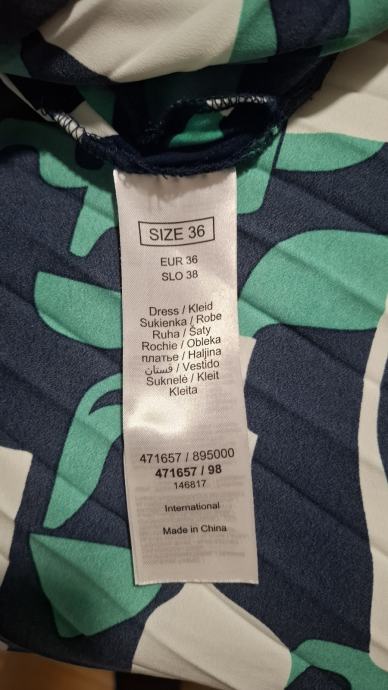 SIZE 36
EUR 36
SLO 38
Dress / Kleid
Sukienka / Robe
Ruha / Šaty
Rochie / Obleka
платье / Haljina
فستان / Vestido
Suknelė / Kleit
Kleita
471657 / 895000
471657 / 98
146817
International
Made in China